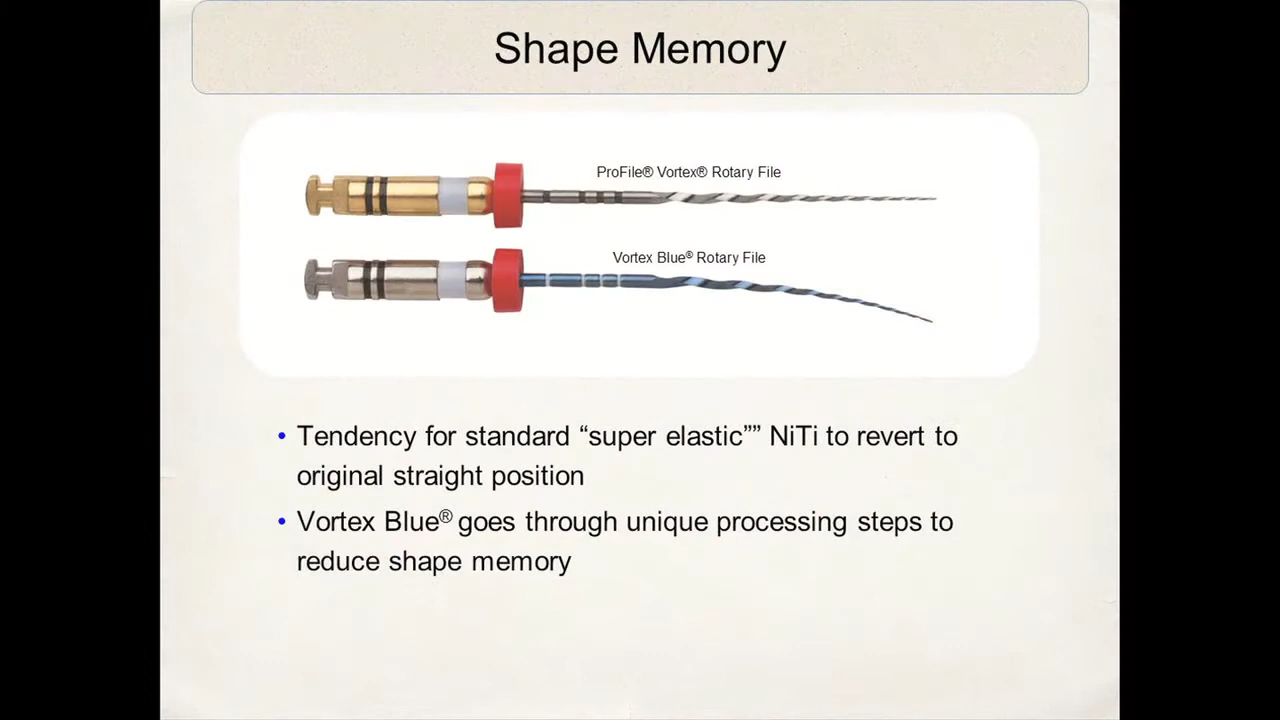 Shape Memory
ProFile® Vortex® Rotary File
Vortex Blue® Rotary File
• Tendency for standard “super elastic”” NiTi to revert to
original straight position
• Vortex Blue® goes through unique processing steps to
reduce shape memory